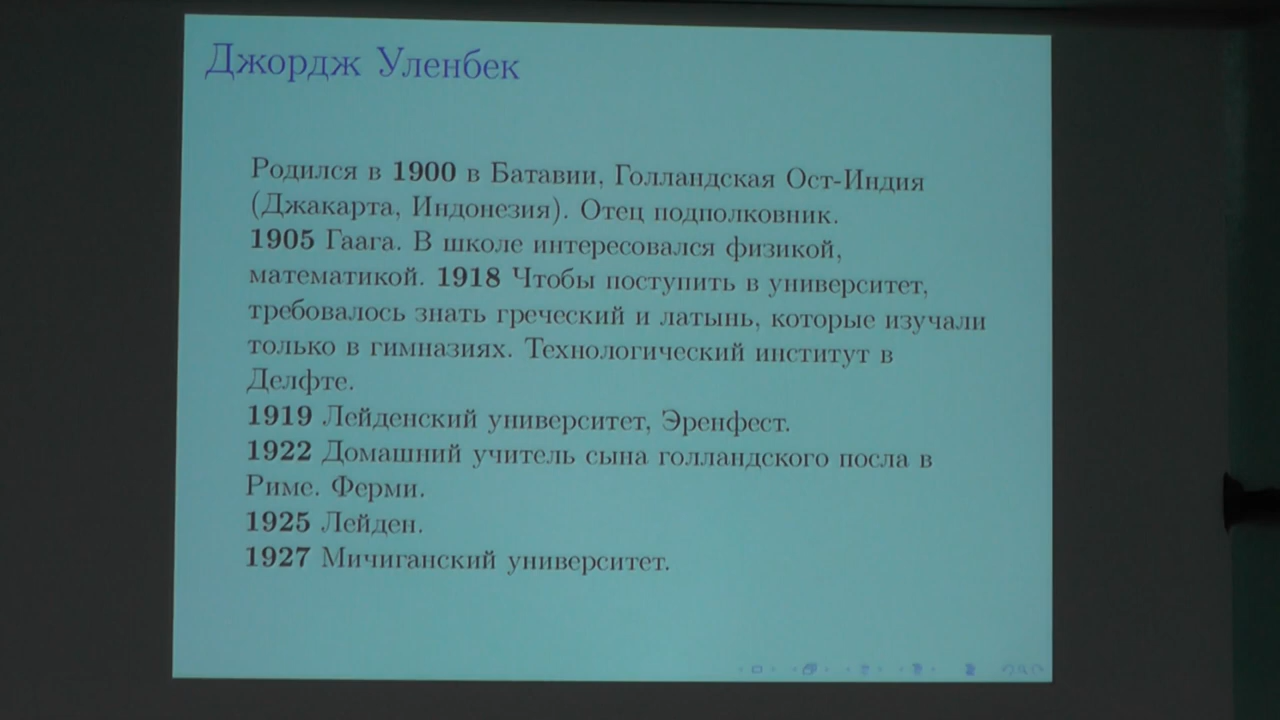 Джордж Уленбек
Родился в 1900 в Батавии, Голландская Ост-Индия
(Джакарта, Индонезия). Отец подполковник.
1905 Гаага. В школе интересовался физикой,
математикой. 1918 Чтобы поступить в университет,
требовалось знать греческий и латынь, которые изучали
только в гимназиях. Технологический институт в
Делфте.
1919 Лейденский университет, Эренфест.
1922 Домашний учитель сына голландского посла в
Риме. Ферми.
1925 Лейден.
1927 Мичиганский университет.